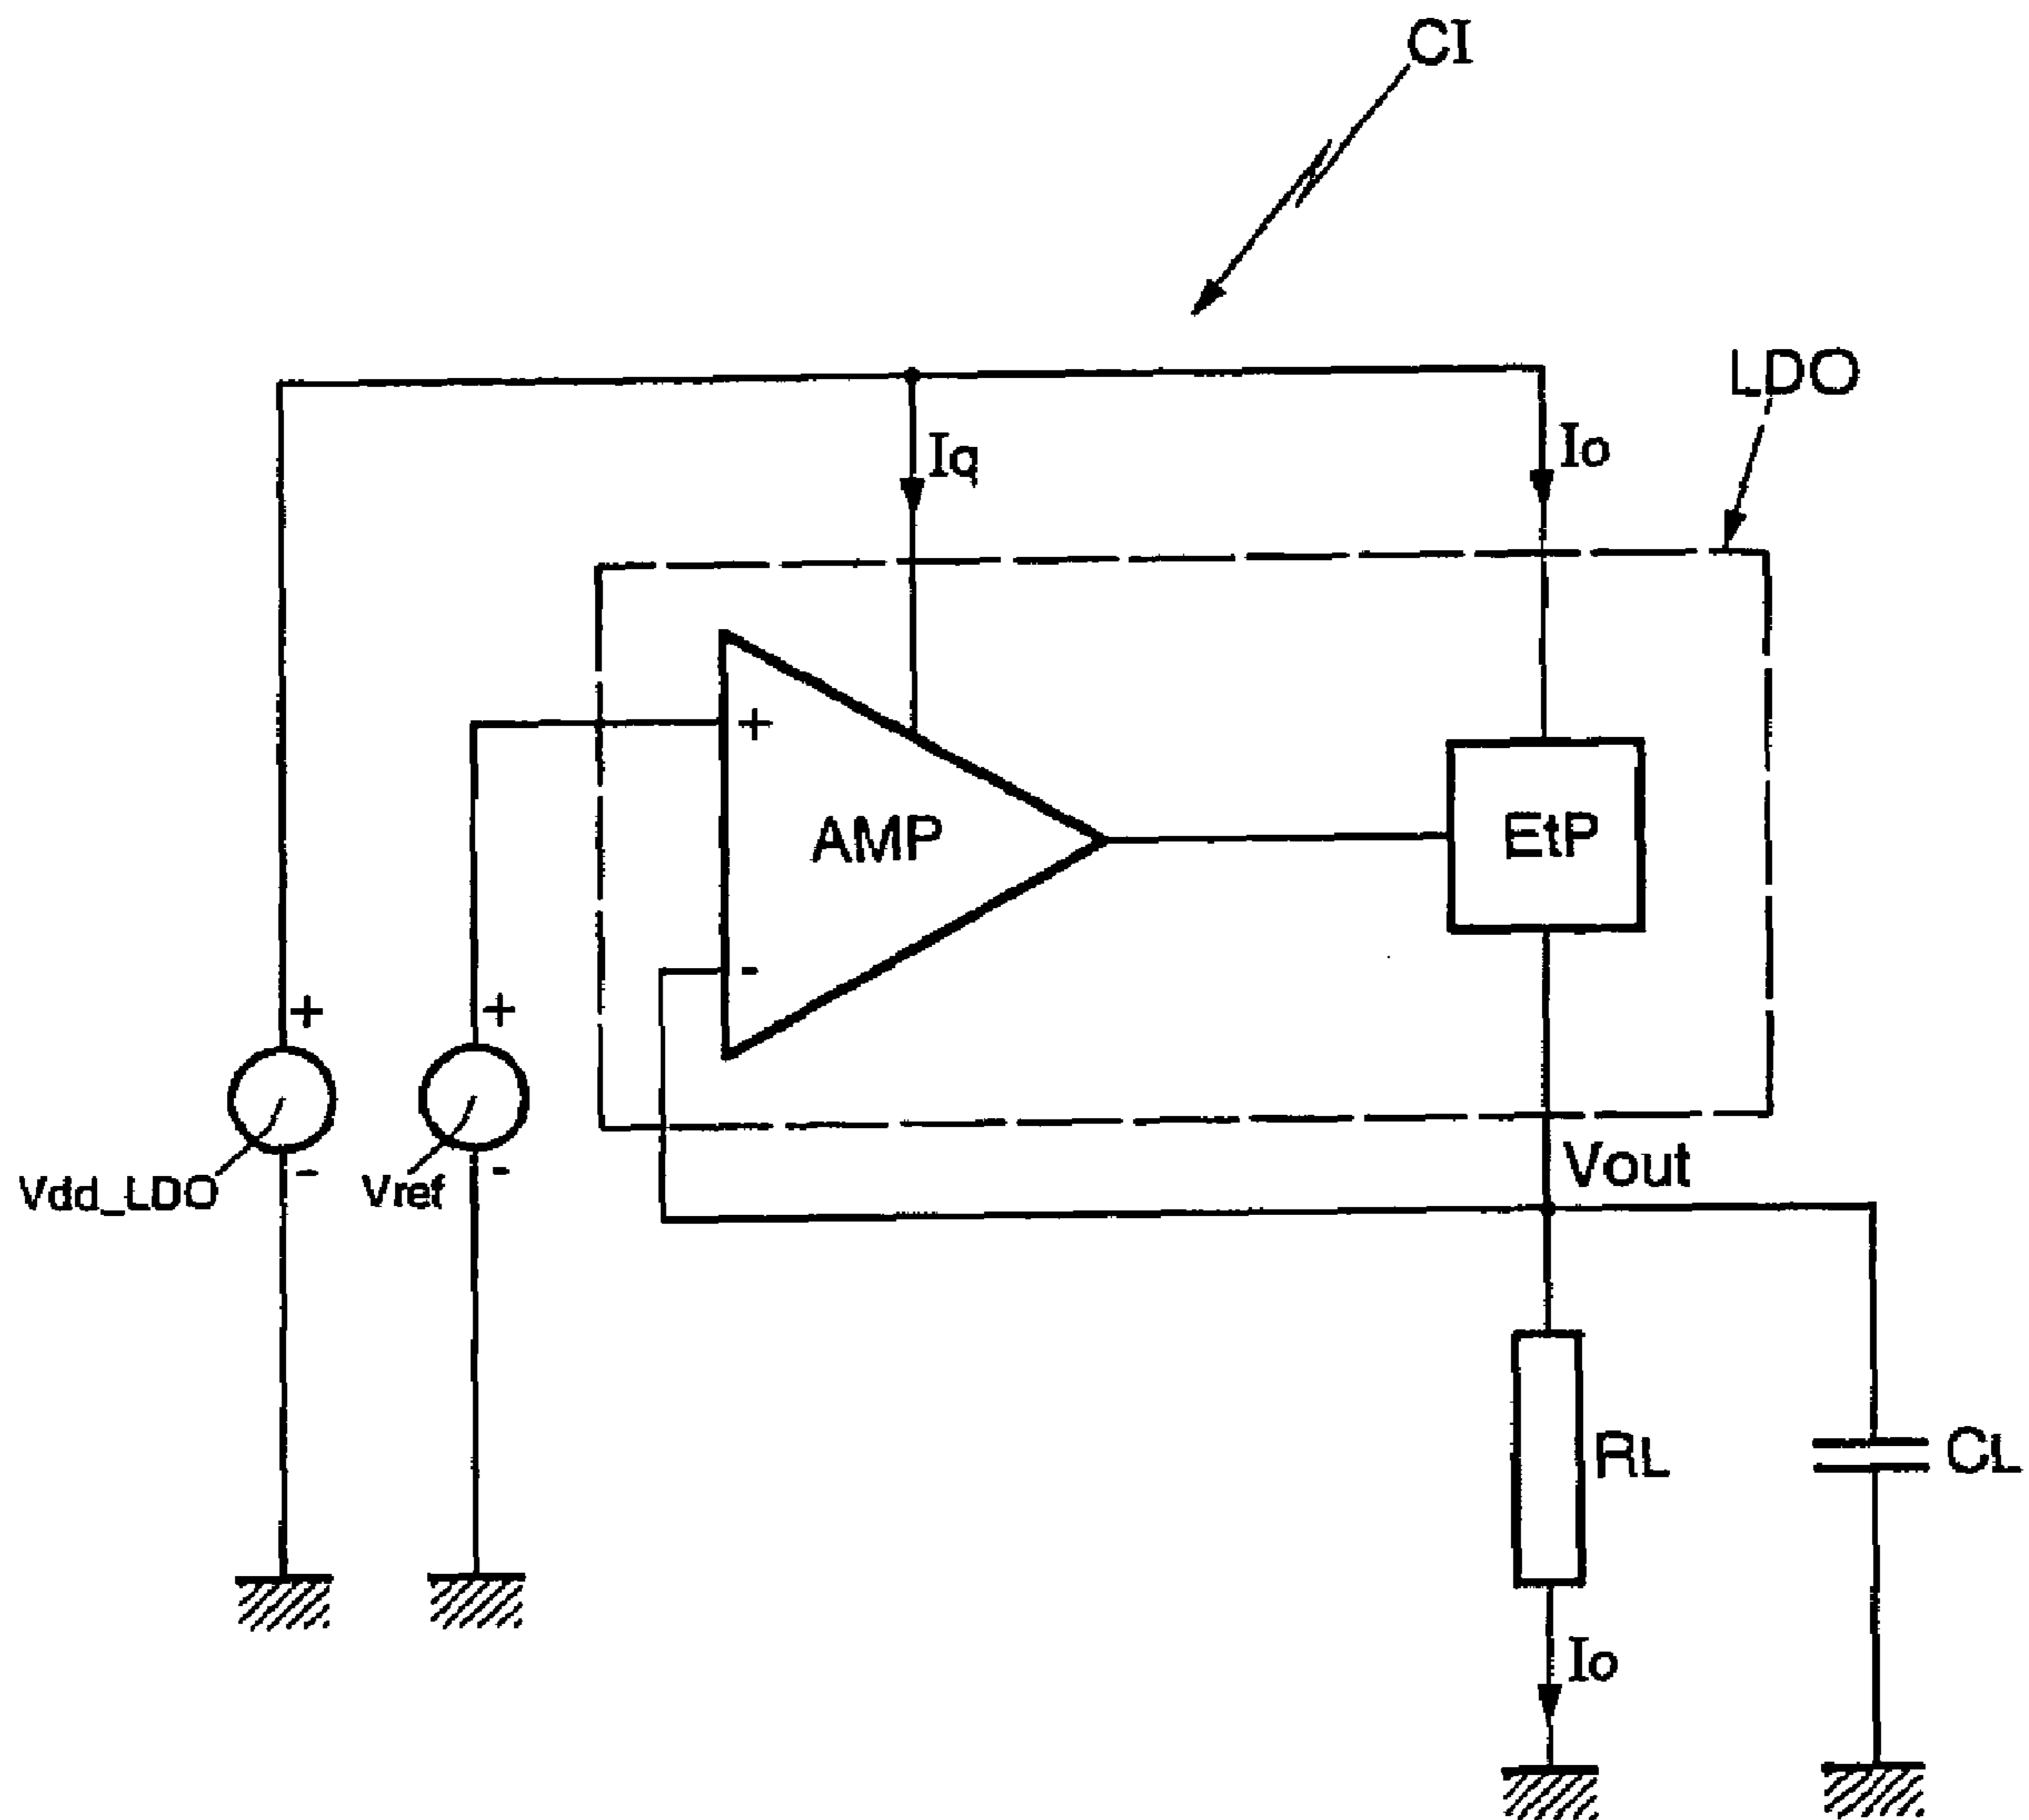 CI
LDO
Iq
Io
+
AMP
EtP
-
+
+
Vdd_LDO
-
Vref
-
Vout
RL
CL
Io